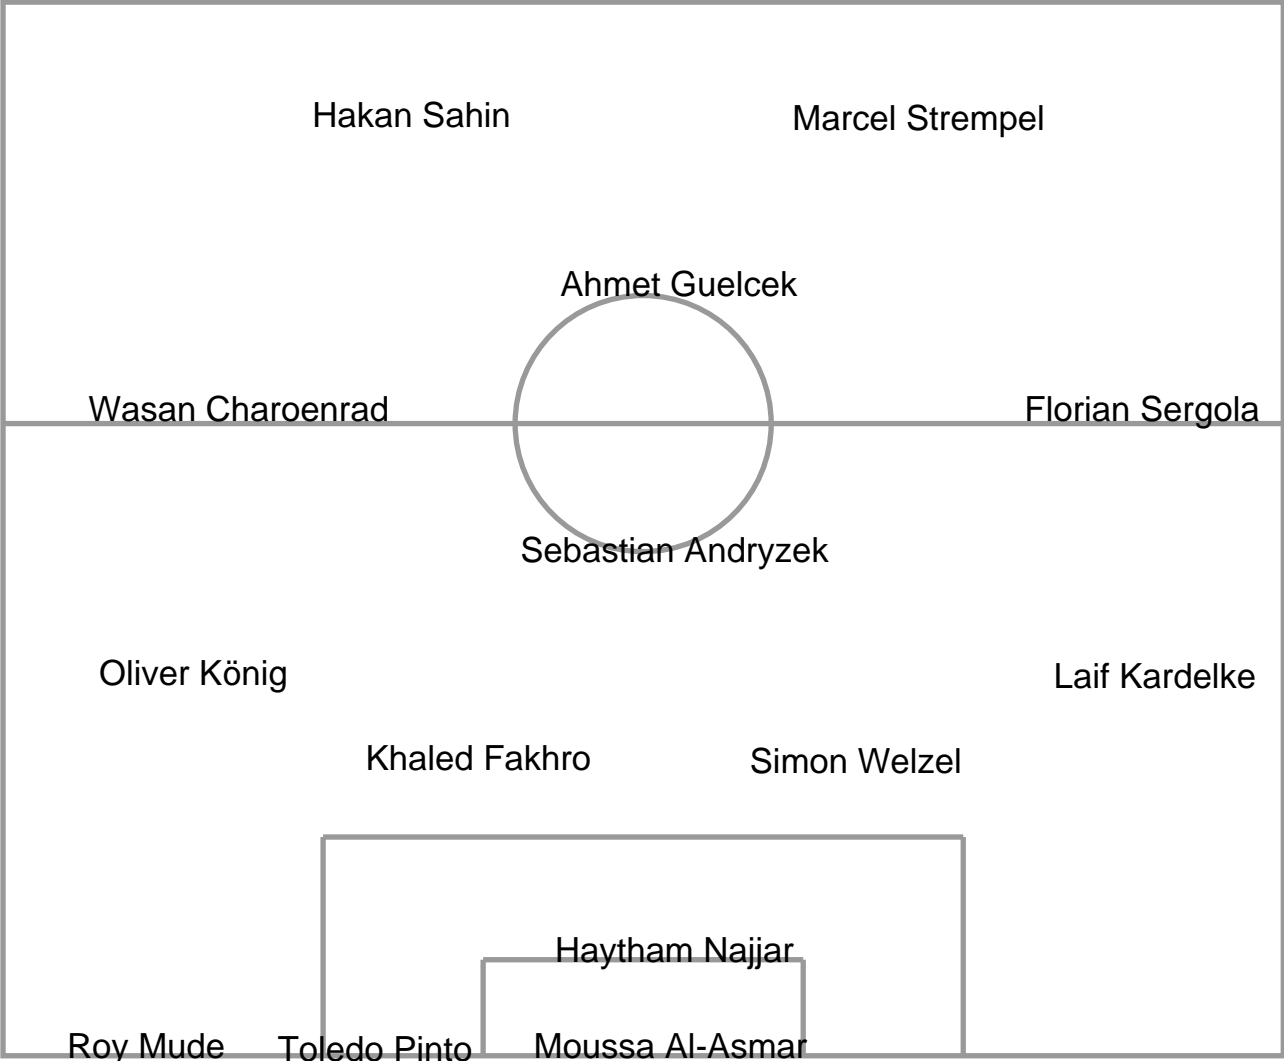 Hakan Sahin
Marcel Strempel
Ahmet Guelcek
Wasan Charoenrad
Florian Sergola
Sebastian Andryzek
Oliver König
Laif Kardelke
Khaled Fakhro
Simon Welzel
Haytham Najjar
Roy Mude
Toledo Pinto
Moussa Al-Asmar